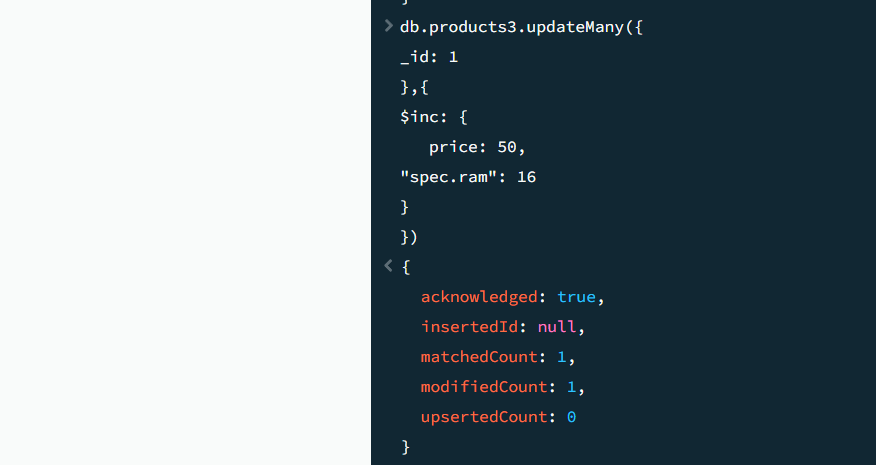 > db.products3.updateMany({
_id: 1
},{
$inc: {
price: 50,
"spec.ram": 16
}
})
< {
acknowledged: true,
insertedId: null,
matchedCount: 1,
modifiedCount: 1,
upsertedCount: 0
}